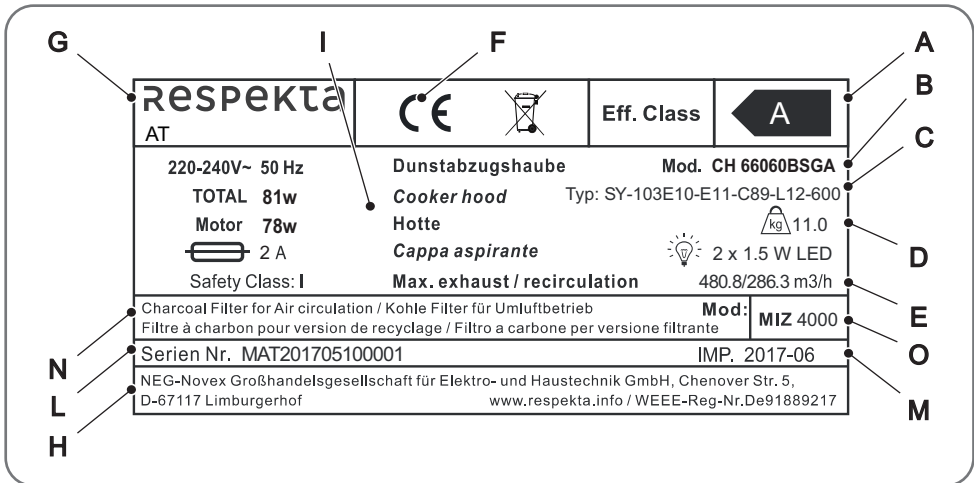 G I F A
Respekta CE Eff. Class A
AT
B
C
220-240V~ 50 Hz Dunstabzugshaube Mod. CH 66060BSGA
TOTAL 81w Cooker hood Typ: SY-103E10-E11-C89-L12-600
Motor 78w Hotte kg 11.0
2 A Cappa aspirante 2 x 1.5 W LED
D
Safety Class: I Max. exhaust / recirculation 480.8/286.3 m3/h
E
Charcoal Filter for Air circulation / Kohle Filter für Umluftbetrieb Mod: MIZ 4000
Filtre à charbon pour version de recyclage / Filtro a carbone per versione filtrante
N O
Serien Nr. MAT201705100001 IMP. 2017-06
L M
NEG-Novex Großhandelsgesellschaft für Elektro- und Haustechnik GmbH, Chenover Str. 5,
D-67117 Limburgerhof www.respekta.info / WEEE-Reg-Nr.De91889217
H